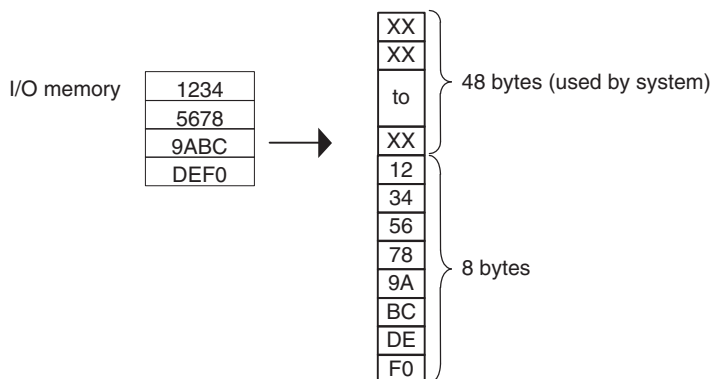 I/O memory
1234
5678
9ABC
DEF0
XX
XX
to
XX
48 bytes (used by system)
12
34
56
78
9A
BC
DE
F0
8 bytes